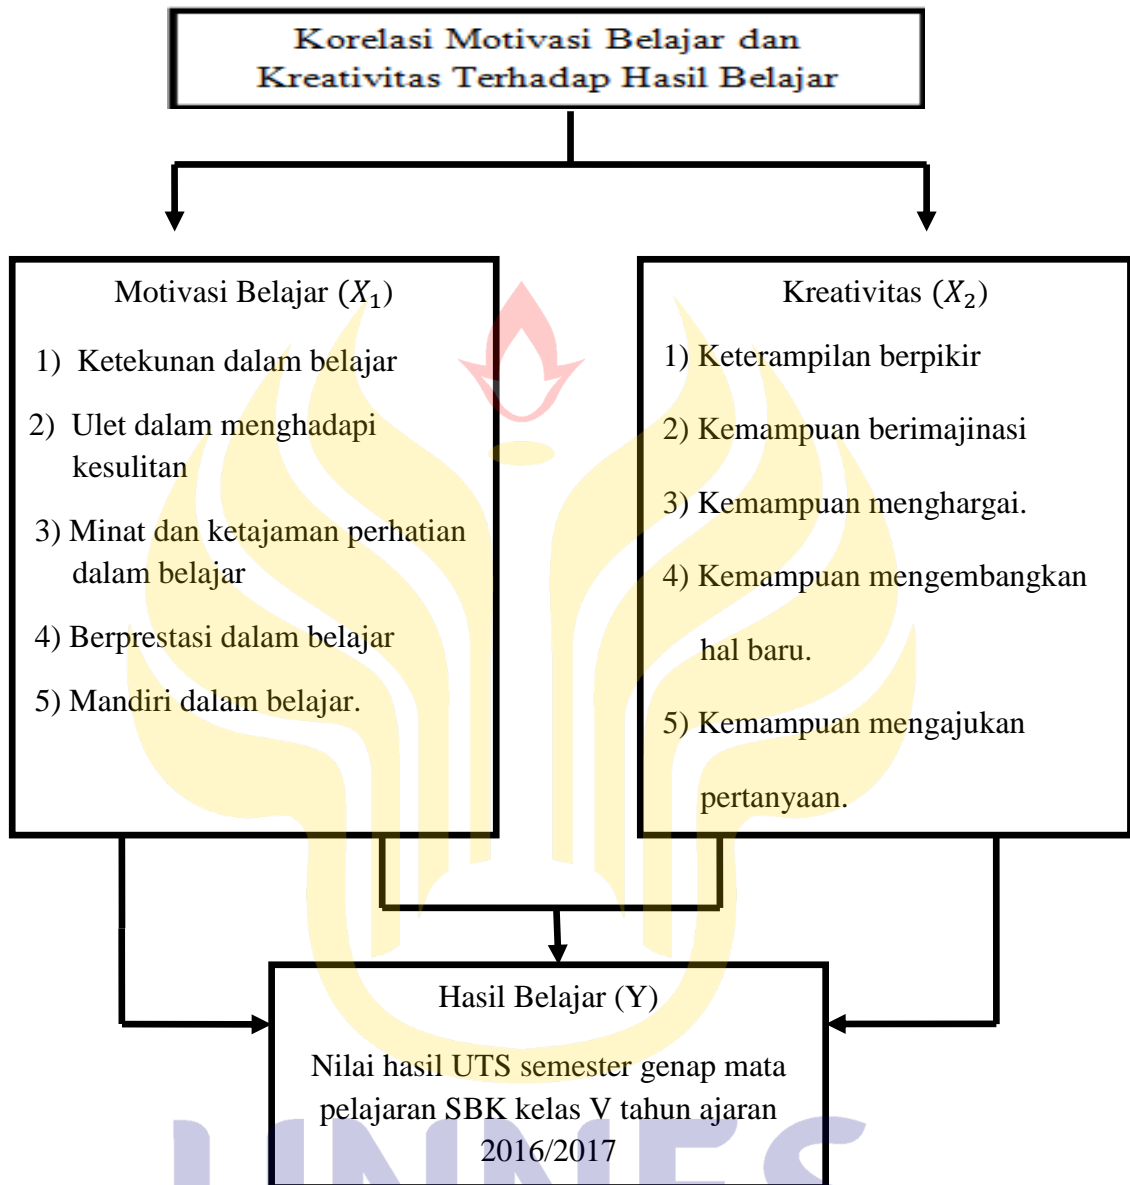 Korelasi Motivasi Belajar dan
Kreativitas Terhadap Hasil Belajar
Motivasi Belajar (X₁)
1) Ketekunan dalam belajar
2) Ulet dalam menghadapi
kesulitan
3) Minat dan ketajaman perhatian
dalam belajar
4) Berprestasi dalam belajar
5) Mandiri dalam belajar.
Kreativitas (X₂)
1) Keterampilan berpikir
2) Kemampuan berimajinasi
3) Kemampuan menghargai.
4) Kemampuan mengembangkan
hal baru.
5) Kemampuan mengajukan
pertanyaan.
Hasil Belajar (Y)
Nilai hasil UTS semester genap mata
pelajaran SBK kelas V tahun ajaran
2016/2017
UNNES